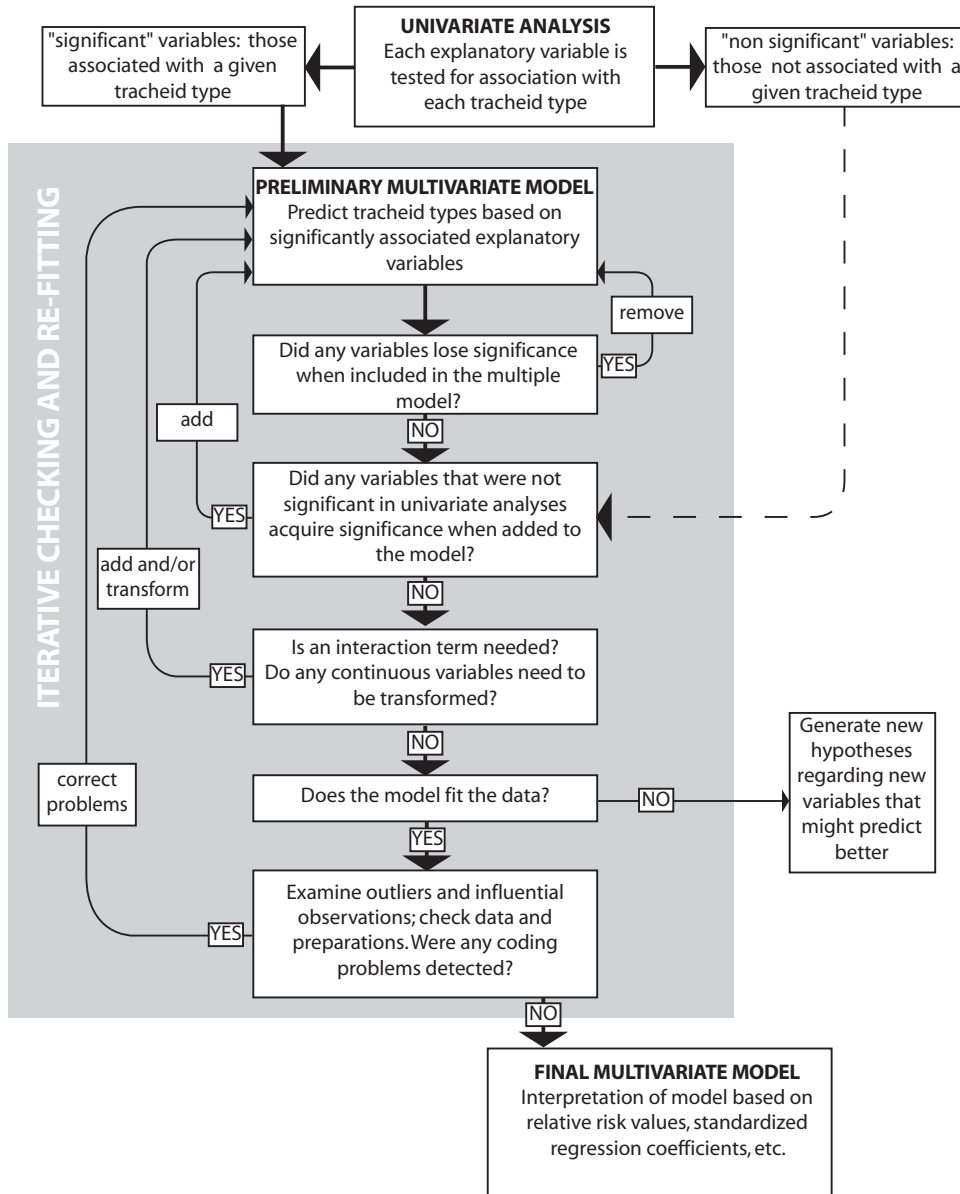 UNIVARIATE ANALYSIS
Each explanatory variable is
tested for association with
each tracheid type
"significant" variables: those
associated with a given
tracheid type
"non significant" variables:
those not associated with a
given tracheid type
ITERATIVE CHECKING AND RE-FITTING
PRELIMINARY MULTIVARIATE MODEL
Predict tracheid types based on
significantly associated explanatory
variables
remove
Did any variables lose significance
when included in the multiple
model?
YES
NO
add
Did any variables that were not
significant in univariate analyses
acquire significance when added to
the model?
YES
NO
add and/or
transform
Is an interaction term needed?
Do any continuous variables need to
be transformed?
YES
NO
correct
problems
Does the model fit the data?
NO
Generate new
hypotheses
regarding new
variables that
might predict
better
YES
Examine outliers and influential
observations; check data and
preparations. Were any coding
problems detected?
YES
NO
FINAL MULTIVARIATE MODEL
Interpretation of model based on
relative risk values, standardized
regression coefficients, etc.